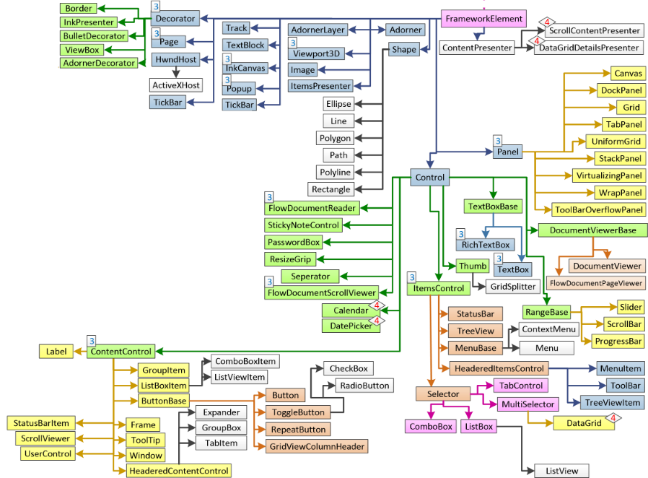 Border
InkPresenter
BulletDecorator
ViewBox
AdornerDecorator
3
Decorator
3
Page
HwndHost
ActiveXHost
TickBar
Track
TextBlock
3
InkCanvas
3
Popup
TickBar
AdornerLayer
3
Viewport3D
Image
ItemsPresenter
Adorner
Shape
FrameworkElement
ContentPresenter
4
ScrollContentPresenter
4
DataGridDetailsPresenter
Ellipse
Line
Polygon
Path
Polyline
Rectangle
3
Panel
Canvas
DockPanel
Grid
TabPanel
UniformGrid
StackPanel
VirtualizingPanel
WrapPanel
ToolBarOverflowPanel
Control
3
FlowDocumentReader
StickyNoteControl
PasswordBox
ResizeGrip
Seperator
3
FlowDocumentScrollViewer
Calendar
4
DatePicker
4
TextBoxBase
3
RichTextBox
3
TextBox
DocumentViewerBase
DocumentViewer
FlowDocumentPageViewer
Thumb
GridSplitter
3
ItemsControl
RangeBase
Slider
ScrollBar
ProgressBar
StatusBar
TreeView
MenuBase
ContextMenu
Menu
HeaderedItemsControl
MenuItem
ToolBar
TreeViewItem
Selector
TabControl
MultiSelector
DataGrid
4
ComboBox
ListBox
ListView
Label
3
ContentControl
GroupItem
ListBoxItem
ButtonBase
ComboBoxItem
ListViewItem
CheckBox
RadioButton
Button
ToggleButton
RepeatButton
GridViewColumnHeader
StatusBarItem
ScrollViewer
UserControl
Frame
ToolTip
Window
HeaderedContentControl
Expander
GroupBox
TabItem